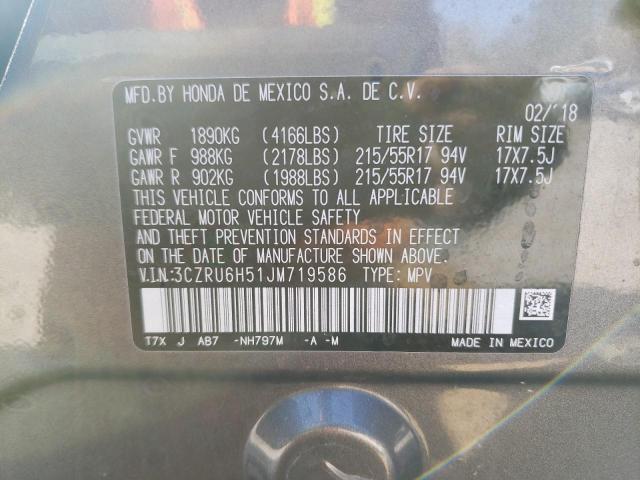 MFD.BY HONDA DE MEXICO S.A. DE C.V.
02/'18
GVWR 1890KG (4166LBS) TIRE SIZE RIM SIZE
GAWR F 988KG (2178LBS) 215/55R17 94V 17X7.5J
GAWR R 902KG (1988LBS) 215/55R17 94V 17X7.5J
THIS VEHICLE CONFORMS TO ALL APPLICABLE
FEDERAL MOTOR VEHICLE SAFETY
AND THEFT PREVENTION STANDARDS IN EFFECT
ON THE DATE OF MANUFACTURE SHOWN ABOVE.
V.I.N.:3CZRU6H51JM719586 TYPE: MPV
T7X J AB7 -NH797M -A -M MADE IN MEXICO